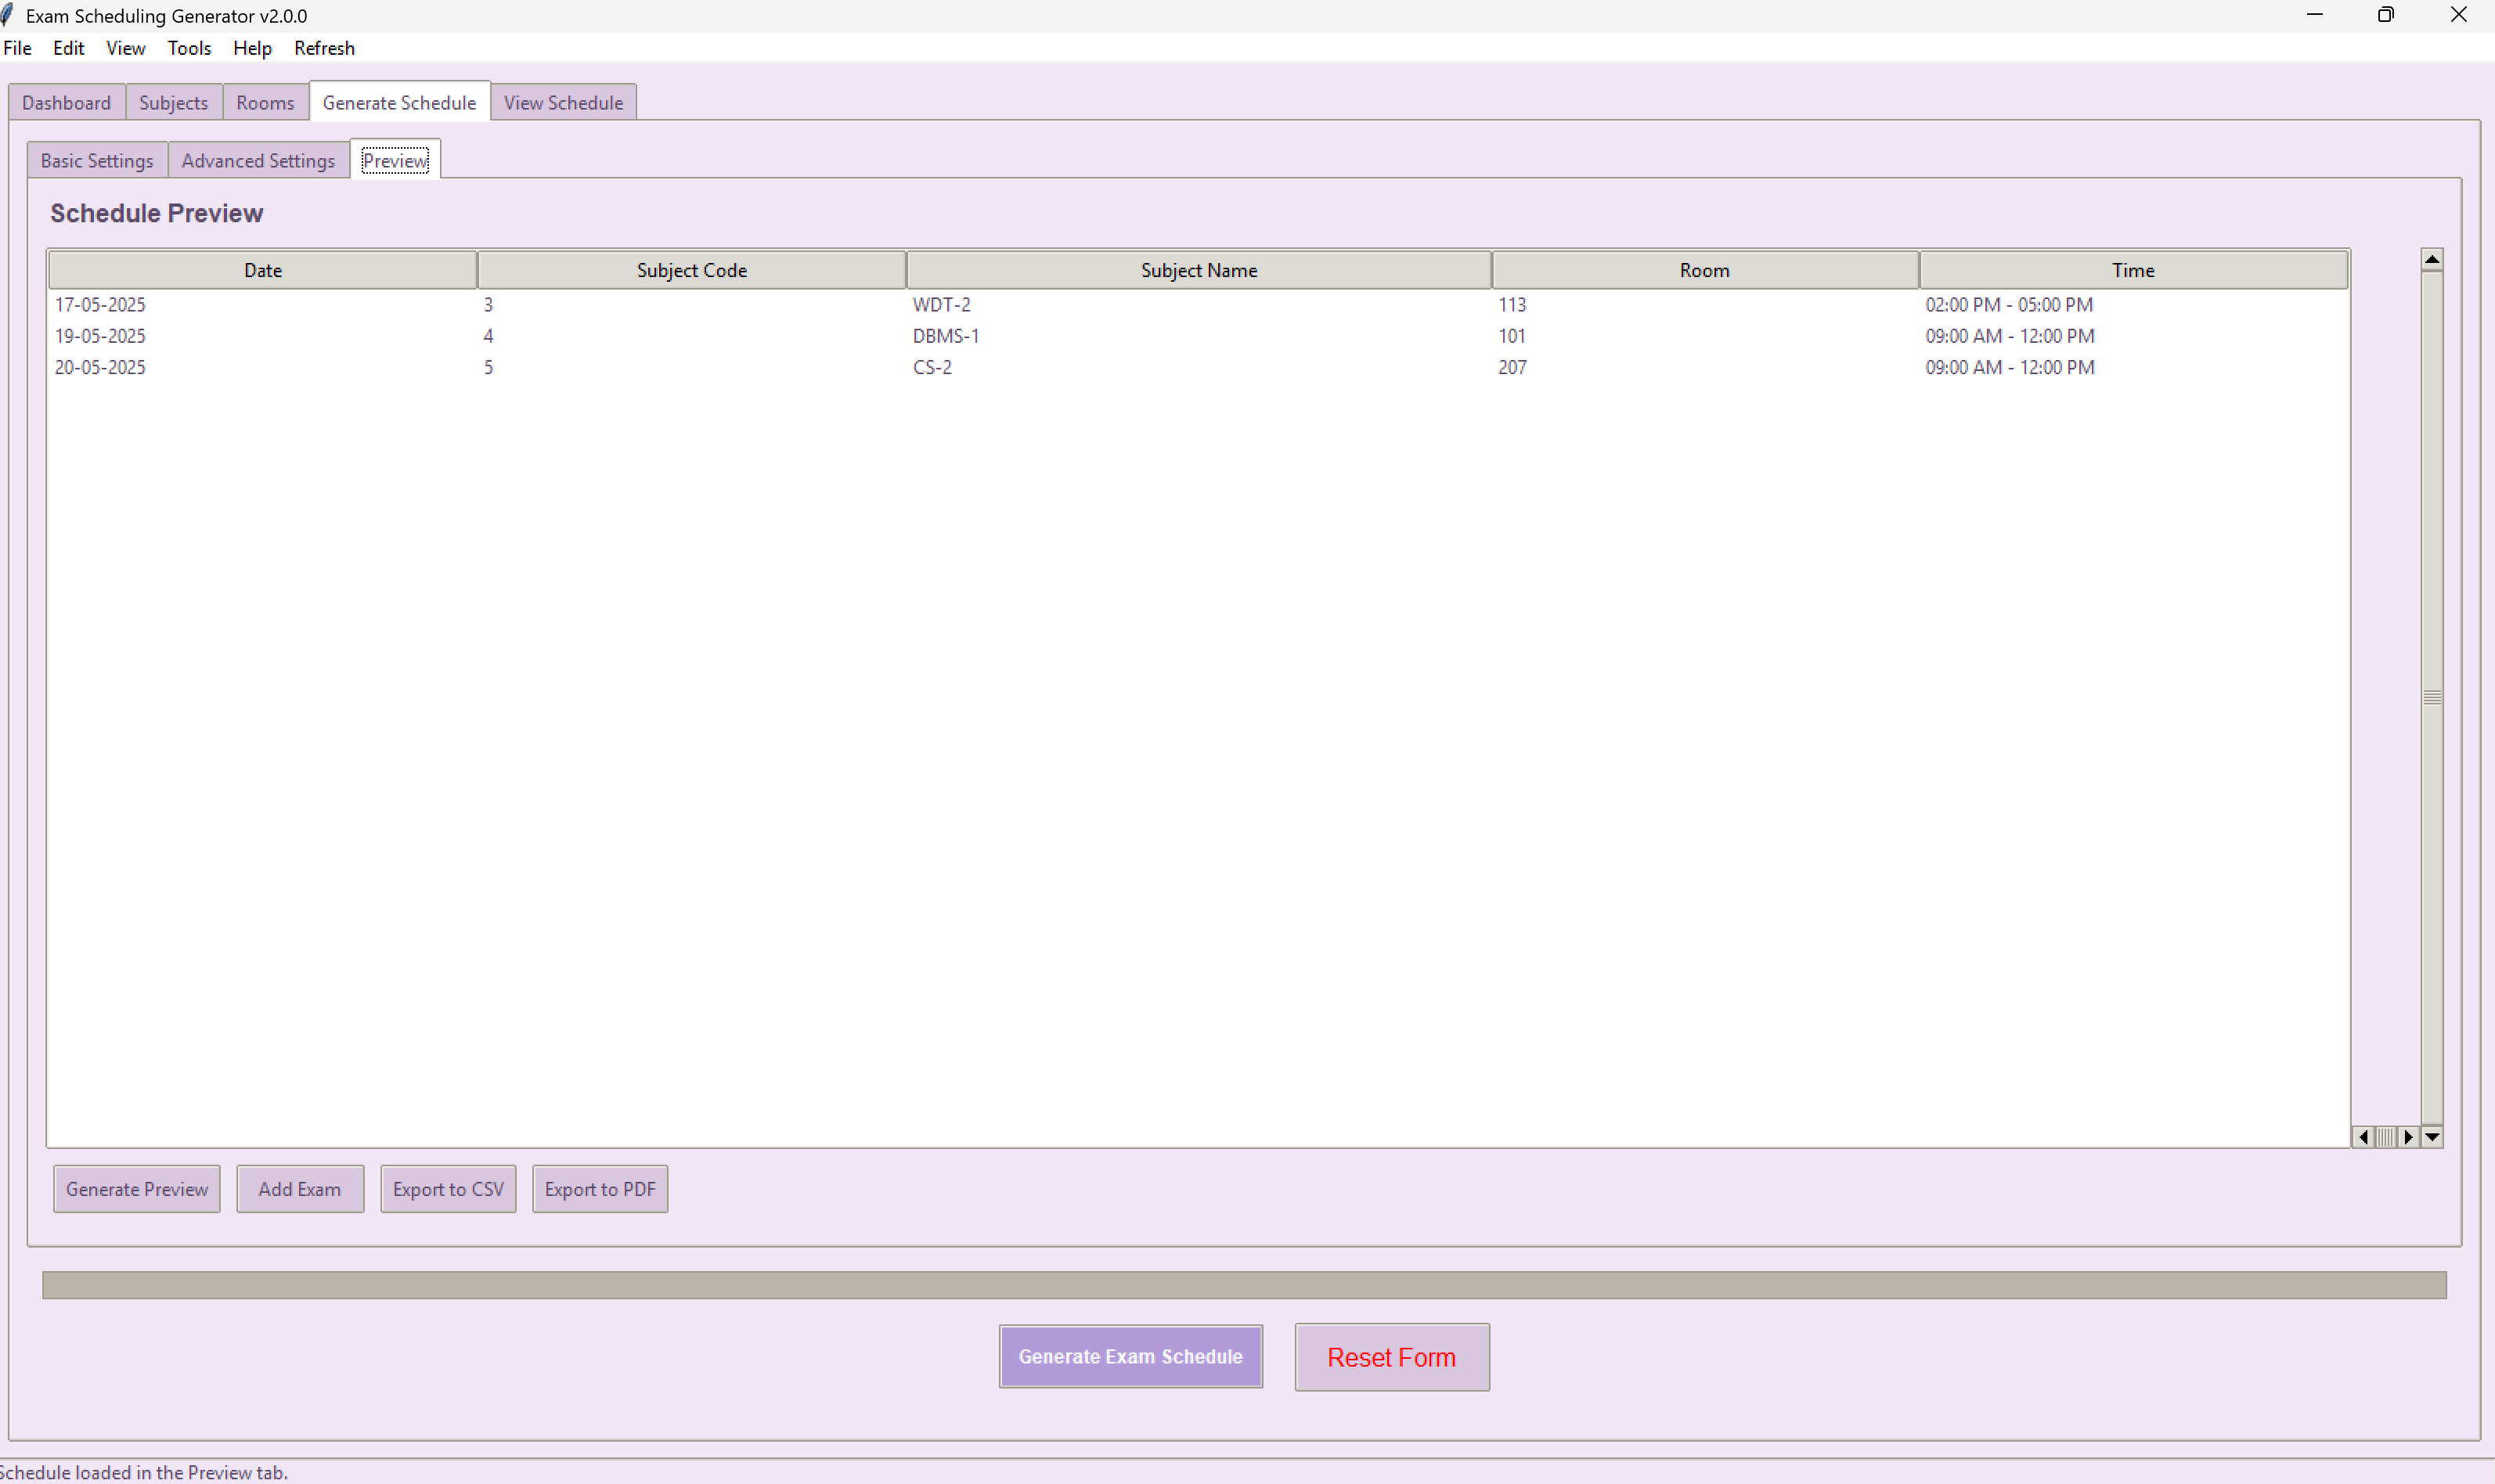 Exam Scheduling Generator v2.0.0
File Edit View Tools Help Refresh
Dashboard Subjects Rooms Generate Schedule View Schedule
Basic Settings Advanced Settings Preview
Schedule Preview
Date Subject Code Subject Name Room Time
17-05-2025 3 WDT-2 113 02:00 PM - 05:00 PM
19-05-2025 4 DBMS-1 101 09:00 AM - 12:00 PM
20-05-2025 5 CS-2 207 09:00 AM - 12:00 PM
Generate Preview Add Exam Export to CSV Export to PDF
Generate Exam Schedule Reset Form
Schedule loaded in the Preview tab.